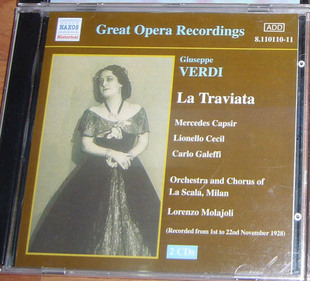 NAXOS
Historical
Great Opera Recordings
ADD
8.110110-11
Giuseppe
VERDI
La Traviata
Mercedes Capsir
Lionello Cecil
Carlo Galeffi
Orchestra and Chorus of
La Scala, Milan
Lorenzo Molajoli
(Recorded from 1st to 22nd November 1928)
2 CDs